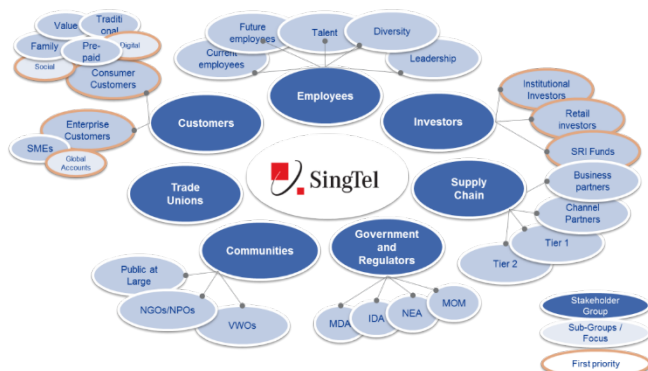 Value
Traditi
onal
Family
Pre-
paid
Digital
Social
Consumer
Customers
Enterprise
Customers
SMEs
Global
Accounts
Customers
Future
employees
Talent
Diversity
Current
employees
Leadership
Employees
Institutional
Investors
Retail
investors
SRI Funds
Investors
SingTel
Trade
Unions
Supply
Chain
Business
partners
Channel
Partners
Tier 1
Tier 2
Communities
Public at
Large
NGOs/NPOs
VWOs
Government
and
Regulators
MDA
IDA
NEA
MOM
Stakeholder
Group
Sub-Groups /
Focus
First priority